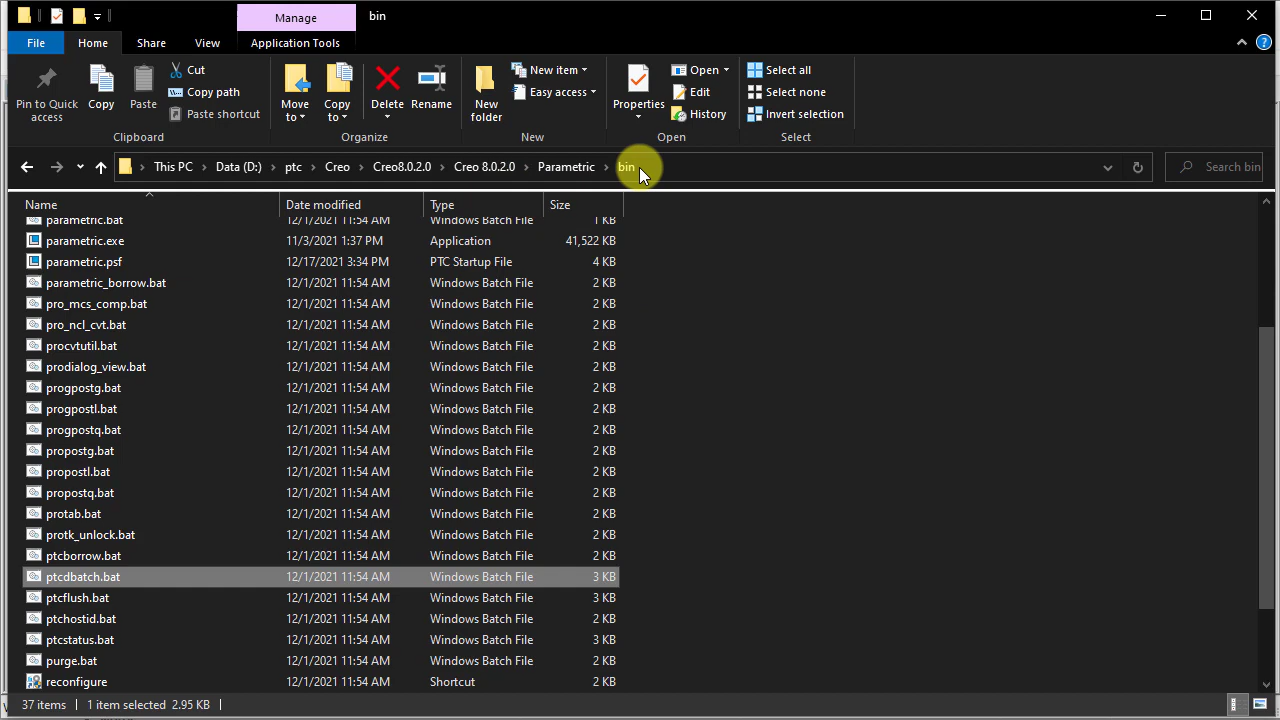 Manage
bin
File
Home
Share
View
Application Tools
Pin to Quick access
Copy
Paste
Cut
Copy path
Paste shortcut
Clipboard
Move to
Copy to
Delete
Rename
Organize
New folder
New item
Easy access
New
Properties
Open
Edit
History
Open
Select all
Select none
Invert selection
Select
This PC > Data (D:) > ptc > Creo > Creo8.0.2.0 > Creo 8.0.2.0 > Parametric > bin
Search bin
Name Date modified Type Size
parametric.bat 12/1/2021 11:54 AM Windows Batch File 1 KB
parametric.exe 11/3/2021 1:37 PM Application 41,522 KB
parametric.psf 12/17/2021 3:34 PM PTC Startup File 4 KB
parametric_borrow.bat 12/1/2021 11:54 AM Windows Batch File 2 KB
pro_mcs_comp.bat 12/1/2021 11:54 AM Windows Batch File 2 KB
pro_ncl_cvt.bat 12/1/2021 11:54 AM Windows Batch File 2 KB
procvtutil.bat 12/1/2021 11:54 AM Windows Batch File 2 KB
prodialog_view.bat 12/1/2021 11:54 AM Windows Batch File 2 KB
progpostg.bat 12/1/2021 11:54 AM Windows Batch File 2 KB
progpostl.bat 12/1/2021 11:54 AM Windows Batch File 2 KB
progpostq.bat 12/1/2021 11:54 AM Windows Batch File 2 KB
propostg.bat 12/1/2021 11:54 AM Windows Batch File 2 KB
propostl.bat 12/1/2021 11:54 AM Windows Batch File 2 KB
propostq.bat 12/1/2021 11:54 AM Windows Batch File 2 KB
protab.bat 12/1/2021 11:54 AM Windows Batch File 2 KB
protk_unlock.bat 12/1/2021 11:54 AM Windows Batch File 2 KB
ptcborrow.bat 12/1/2021 11:54 AM Windows Batch File 2 KB
ptcdbatch.bat 12/1/2021 11:54 AM Windows Batch File 3 KB
ptcflush.bat 12/1/2021 11:54 AM Windows Batch File 3 KB
ptchostid.bat 12/1/2021 11:54 AM Windows Batch File 2 KB
ptcstatus.bat 12/1/2021 11:54 AM Windows Batch File 3 KB
purge.bat 12/1/2021 11:54 AM Windows Batch File 2 KB
reconfigure 12/1/2021 11:54 AM Shortcut 2 KB
37 items 1 item selected 2.95 KB